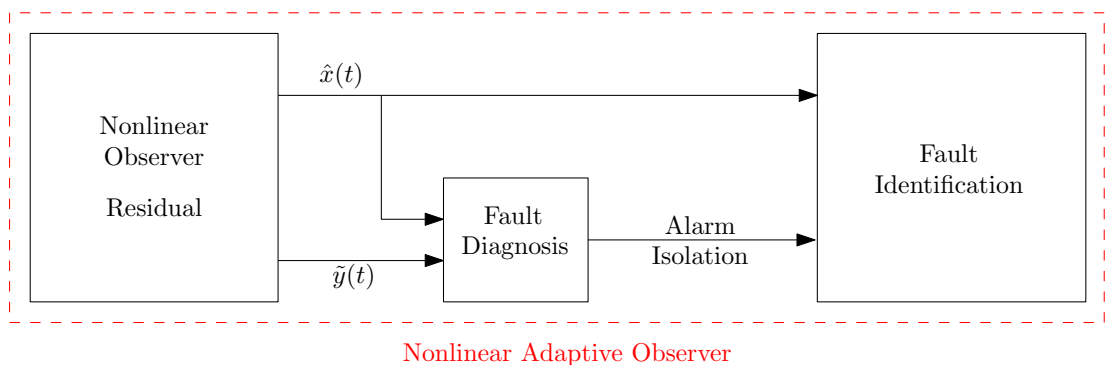 x̂(t)
Nonlinear
Observer
Residual
Fault
Identification
Fault
Diagnosis
Alarm
Isolation
ỹ(t)
Nonlinear Adaptive Observer